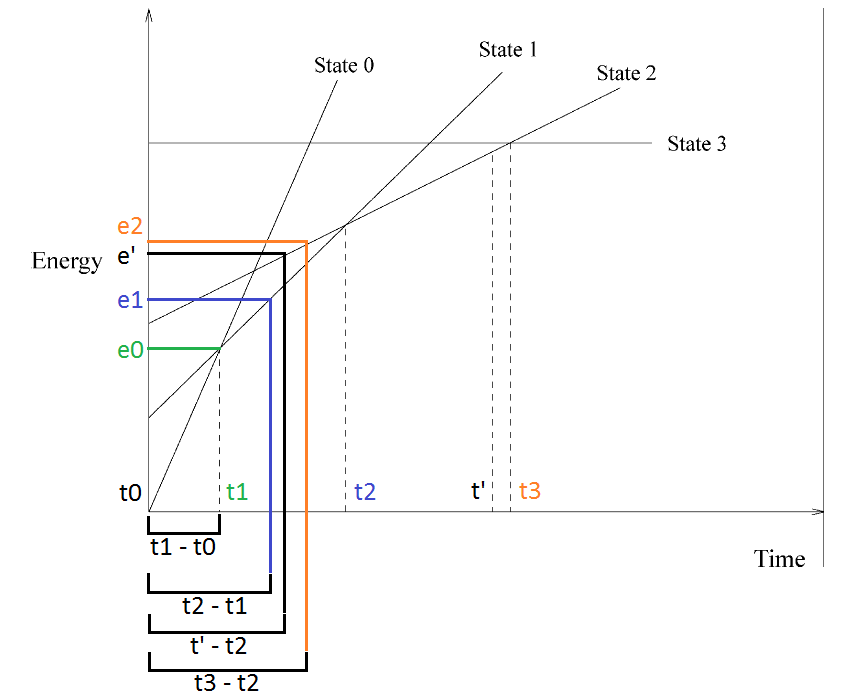 State 0
State 1
State 2
State 3
e2
Energy e'
e1
e0
t0 t1 t2 t' t3
t1 - t0
Time
t2 - t1
t' - t2
t3 - t2